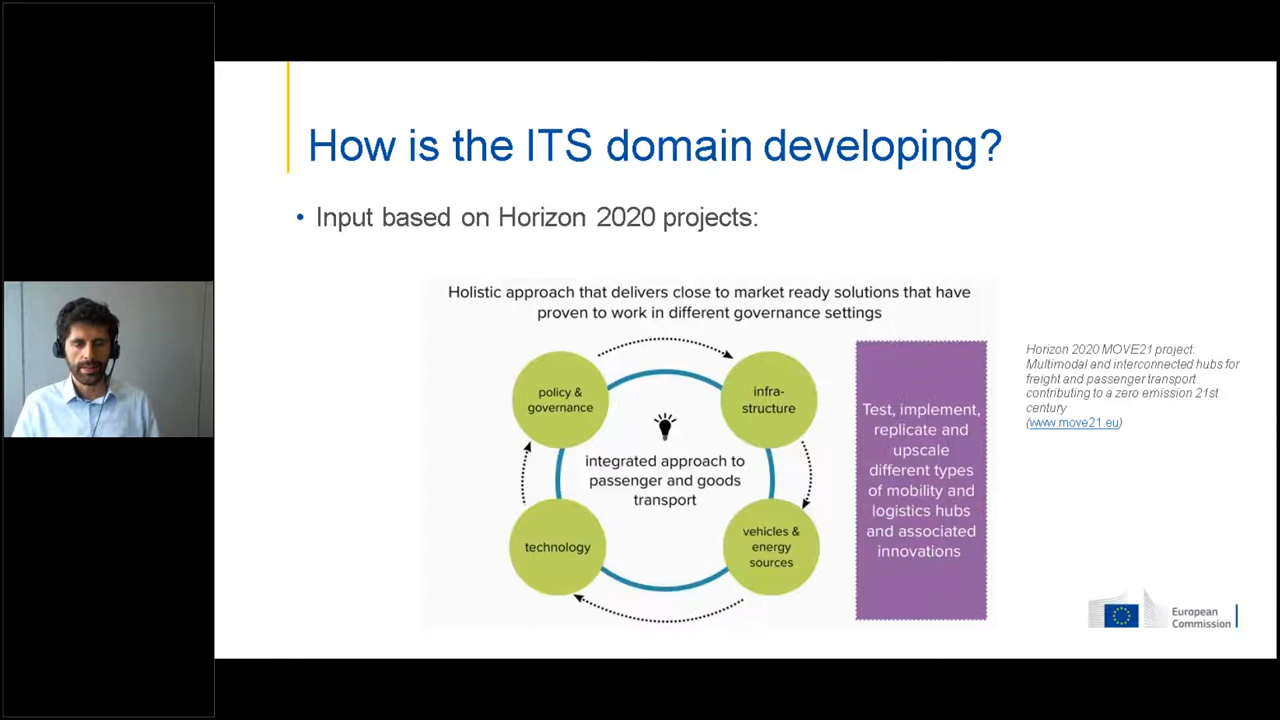 How is the ITS domain developing?
• Input based on Horizon 2020 projects:
Holistic approach that delivers close to market ready solutions that have
proven to work in different governance settings
policy &
governance
infra-
structure
integrated approach to
passenger and goods
transport
technology
vehicles &
energy
sources
Test, implement,
replicate and
upscale
different types
of mobility and
logistics hubs
and associated
innovations
Horizon 2020 MOVE21 project:
Multimodal and interconnected hubs for
freight and passenger transport
contributing to a zero emission 21st
century
(www.move21.eu)
European
Commission